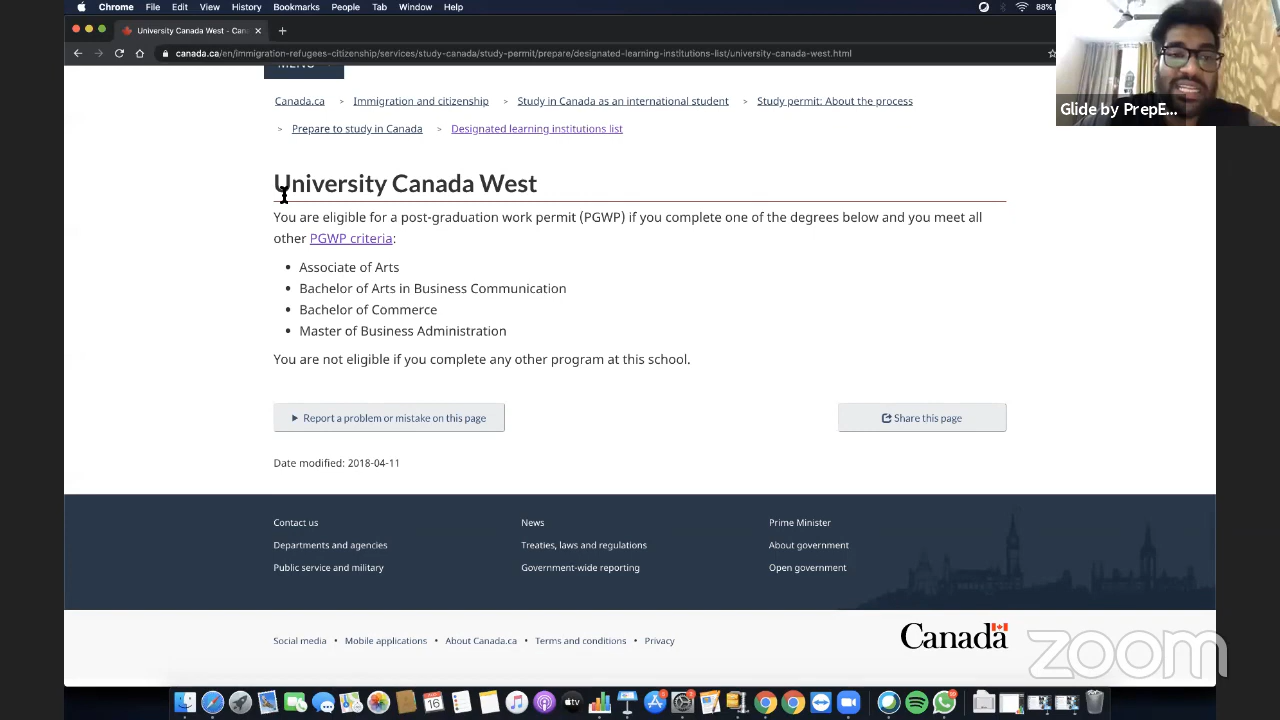 Chrome File Edit View History Bookmarks People Tab Window Help 88%
University Canada West - Can
canada.ca/en/immigration-refugees-citizenship/services/study-canada/study-permit/prepare/designated-learning-institutions-list/university-canada-west.html
MENU
Canada.ca > Immigration and citizenship > Study in Canada as an international student > Study permit: About the process
> Prepare to study in Canada > Designated learning institutions list
Glide by PrepE...
University Canada West
You are eligible for a post-graduation work permit (PGWP) if you complete one of the degrees below and you meet all
other PGWP criteria:
• Associate of Arts
• Bachelor of Arts in Business Communication
• Bachelor of Commerce
• Master of Business Administration
You are not eligible if you complete any other program at this school.
Report a problem or mistake on this page
Share this page
Date modified: 2018-04-11
Contact us News Prime Minister
Departments and agencies Treaties, laws and regulations About government
Public service and military Government-wide reporting Open government
Social media • Mobile applications • About Canada.ca • Terms and conditions • Privacy
Canada
zoom
16
tv